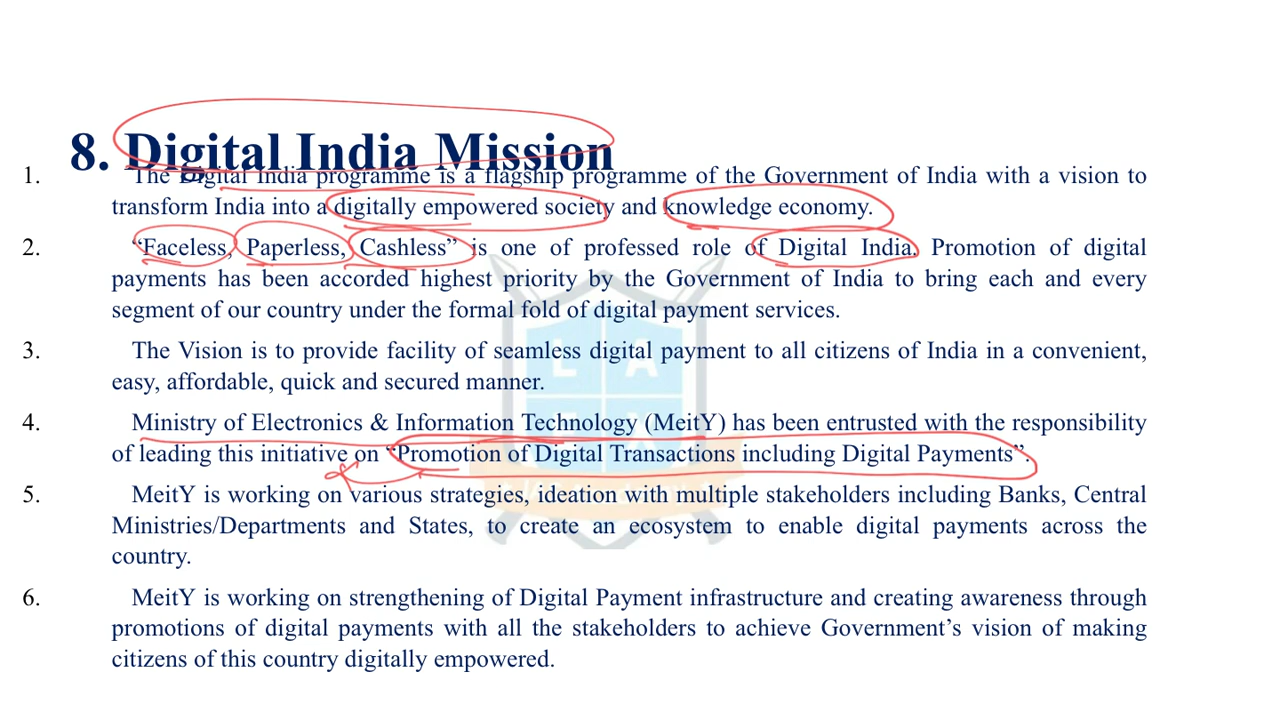 8. Digital India Mission
1. The Digital India programme is a flagship programme of the Government of India with a vision to
transform India into a digitally empowered society and knowledge economy.
2. “Faceless, Paperless, Cashless” is one of professed role of Digital India. Promotion of digital
payments has been accorded highest priority by the Government of India to bring each and every
segment of our country under the formal fold of digital payment services.
3. The Vision is to provide facility of seamless digital payment to all citizens of India in a convenient,
easy, affordable, quick and secured manner.
4. Ministry of Electronics & Information Technology (MeitY) has been entrusted with the responsibility
of leading this initiative on “Promotion of Digital Transactions including Digital Payments”.
5. MeitY is working on various strategies, ideation with multiple stakeholders including Banks, Central
Ministries/Departments and States, to create an ecosystem to enable digital payments across the
country.
6. MeitY is working on strengthening of Digital Payment infrastructure and creating awareness through
promotions of digital payments with all the stakeholders to achieve Government’s vision of making
citizens of this country digitally empowered.
L A